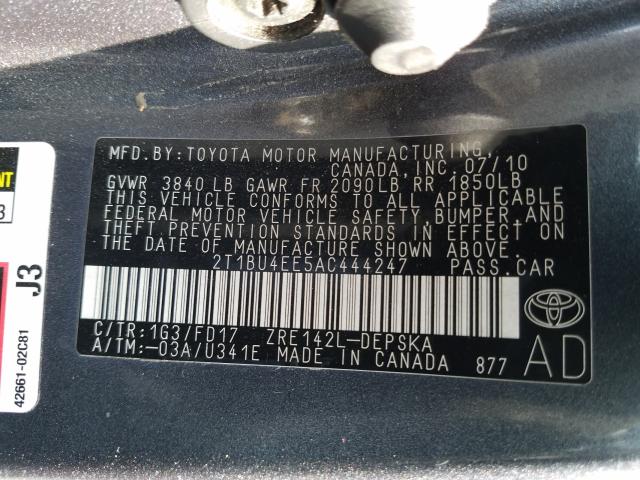 MFD. BY: TOYOTA MOTOR MANUFACTURING,
CANADA, INC. 07/10
GVWR 3840 LB GAWR FR 2090LB RR 1850LB
THIS VEHICLE CONFORMS TO ALL APPLICABLE
FEDERAL MOTOR VEHICLE SAFETY, BUMPER, AND
THEFT PREVENTION STANDARDS IN EFFECT ON
THE DATE OF MANUFACTURE SHOWN ABOVE.
2T1BU4EE5AC444247 PASS. CAR
C/TR: 1G3/FD17 ZRE142L-DEPSKA
A/TM: -03A/U341E MADE IN CANADA 877
TOYOTA
AD
J3
42661-02C81